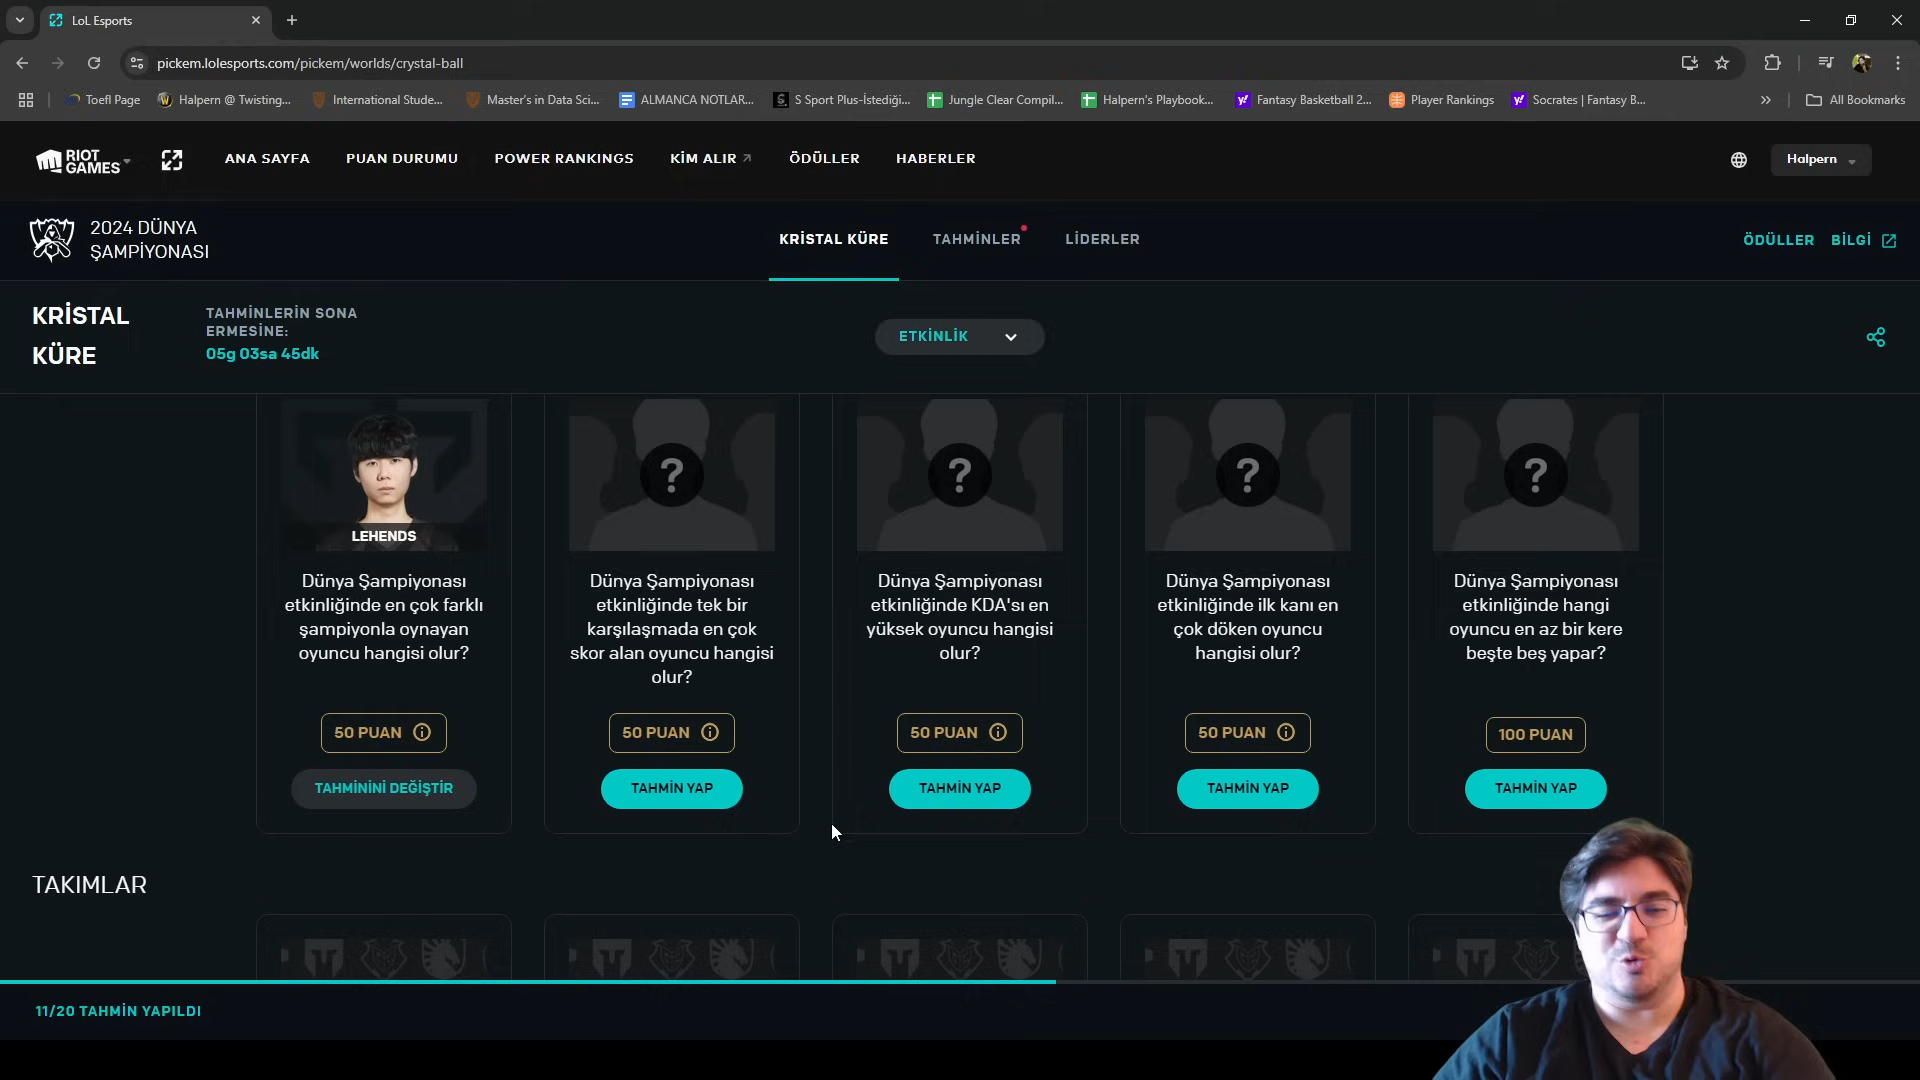 LoL Esports
pickem.lolesports.com/pickem/worlds/crystal-ball
Toefl Page
Halpern @ Twisting...
International Stude...
Master's in Data Sci...
ALMANCA NOTLAR...
S Sport Plus-İstediği...
Jungle Clear Compil...
Halpern's Playbook...
Fantasy Basketball 2...
Player Rankings
Socrates | Fantasy B...
All Bookmarks
RIOT
GAMES
ANA SAYFA
PUAN DURUMU
POWER RANKINGS
KİM ALIR
ÖDÜLLER
HABERLER
Halpern
2024 DÜNYA
ŞAMPİYONASI
KRİSTAL KÜRE
TAHMİNLER
LİDERLER
ÖDÜLLER
BİLGİ
KRİSTAL
KÜRE
TAHMİNLERİN SONA
ERMESİNE:
05g 03sa 45dk
ETKİNLİK
LEHENDS
Dünya Şampiyonası
etkinliğinde en çok farklı
şampiyonla oynayan
oyuncu hangisi olur?
50 PUAN
TAHMİNİNİ DEĞİŞTİR
?
Dünya Şampiyonası
etkinliğinde tek bir
karşılaşmada en çok
skor alan oyuncu hangisi
olur?
50 PUAN
TAHMİN YAP
?
Dünya Şampiyonası
etkinliğinde KDA'sı en
yüksek oyuncu hangisi
olur?
50 PUAN
TAHMİN YAP
?
Dünya Şampiyonası
etkinliğinde ilk kanı en
çok döken oyuncu
hangisi olur?
50 PUAN
TAHMİN YAP
?
Dünya Şampiyonası
etkinliğinde hangi
oyuncu en az bir kere
beşte beş yapar?
100 PUAN
TAHMİN YAP
TAKIMLAR
11/20 TAHMİN YAPILDI